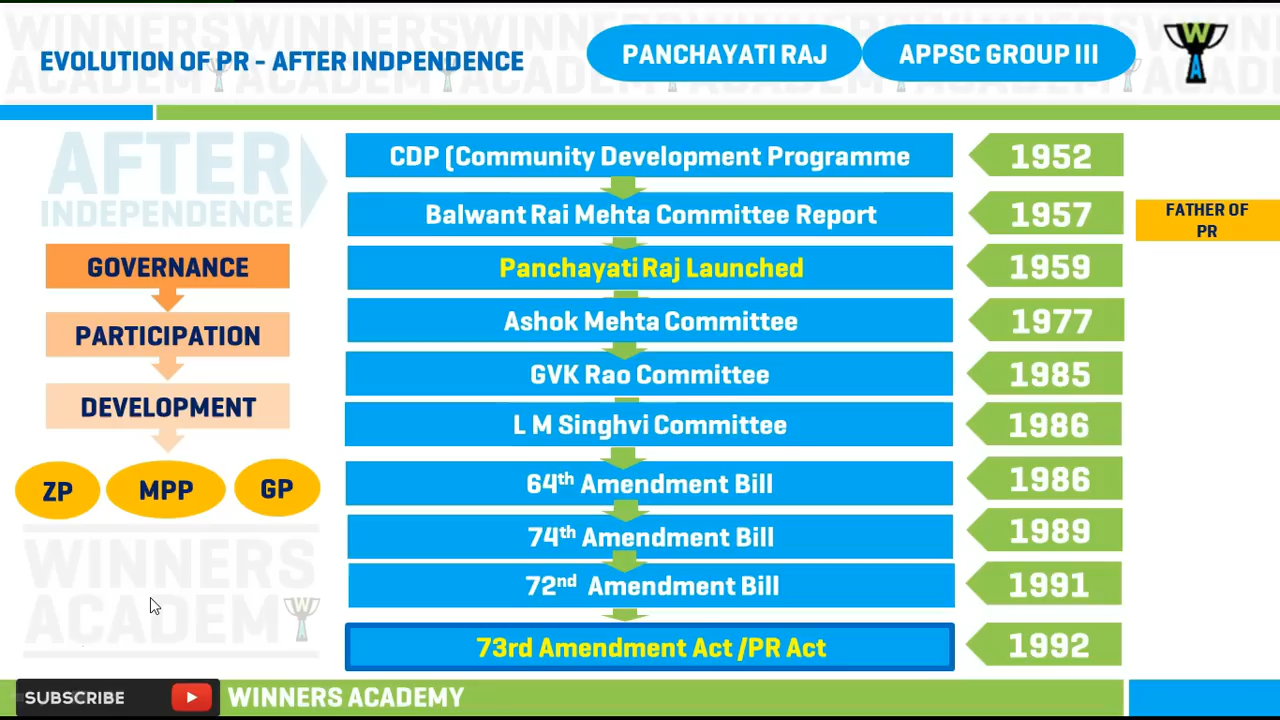 EVOLUTION OF PR - AFTER INDPENDENCE
PANCHAYATI RAJ
APPSC GROUP III
W
A
AFTER
INDEPENDENCE
GOVERNANCE
PARTICIPATION
DEVELOPMENT
ZP
MPP
GP
CDP (Community Development Programme
1952
Balwant Rai Mehta Committee Report
1957
FATHER OF
PR
Panchayati Raj Launched
1959
Ashok Mehta Committee
1977
GVK Rao Committee
1985
L M Singhvi Committee
1986
64th Amendment Bill
1986
74th Amendment Bill
1989
72nd Amendment Bill
1991
73rd Amendment Act /PR Act
1992
WINNERS
ACADEMY
SUBSCRIBE
WINNERS ACADEMY